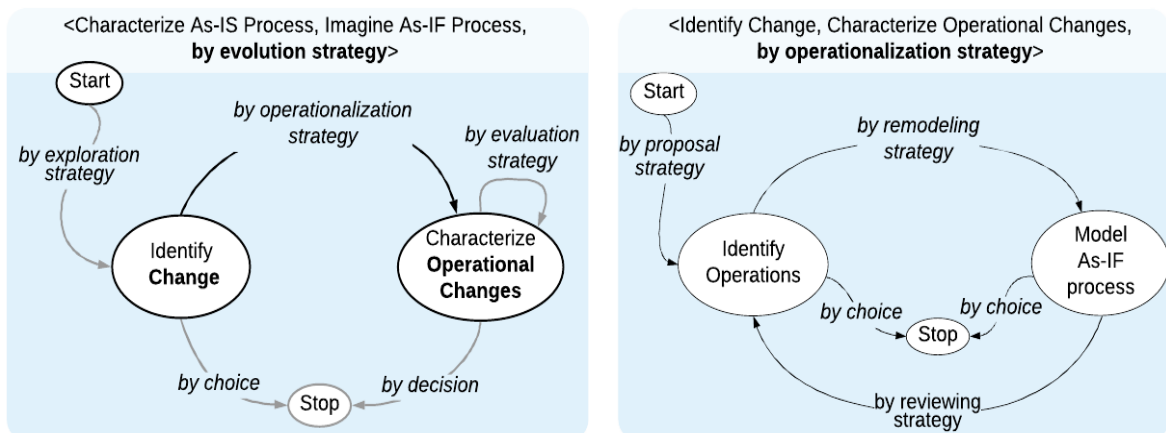 <Characterize As-IS Process, Imagine As-IF Process,
by evolution strategy>
Start
by operationalization
strategy
by evaluation
strategy
by exploration
strategy
Identify
Change
Characterize
Operational
Changes
by choice
by decision
Stop
<Identify Change, Characterize Operational Changes,
by operationalization strategy>
Start
by proposal
strategy
by remodeling
strategy
Identify
Operations
Model
As-IF
process
by choice
by choice
Stop
by reviewing
strategy